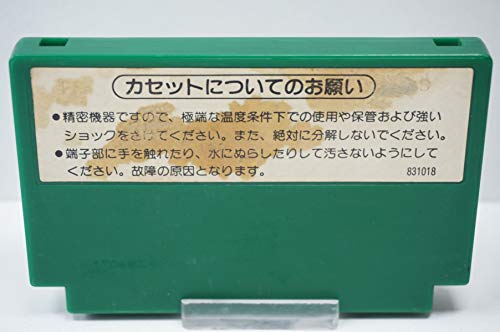 カセットについてのお願い
●精密機器ですので、極端な温度条件下での使用や保管および強い
ショックをさけてください。また、絶対に分解しないでください。
●端子部に手を触れたり、水にぬらしたりして汚さないようにして
ください。故障の原因となります。
831018